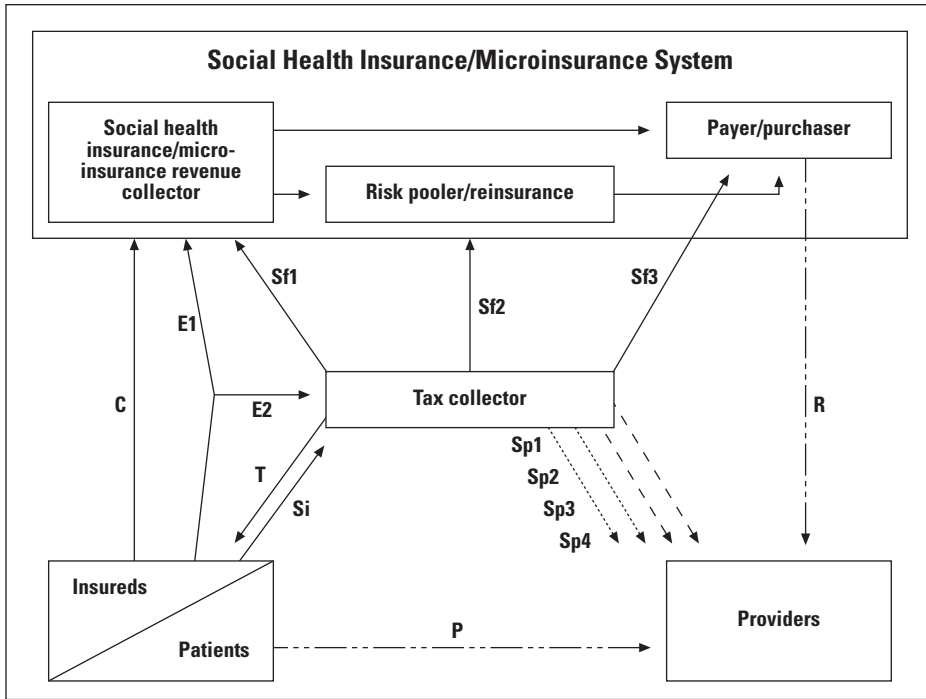 Social Health Insurance/Microinsurance System
Social health
insurance/micro-
insurance revenue
collector
Payer/purchaser
Risk pooler/reinsurance
Sf1
Sf2
Sf3
E1
C
E2
Tax collector
R
T
Si
Sp1
Sp2
Sp3
Sp4
Insureds
Patients
P
Providers